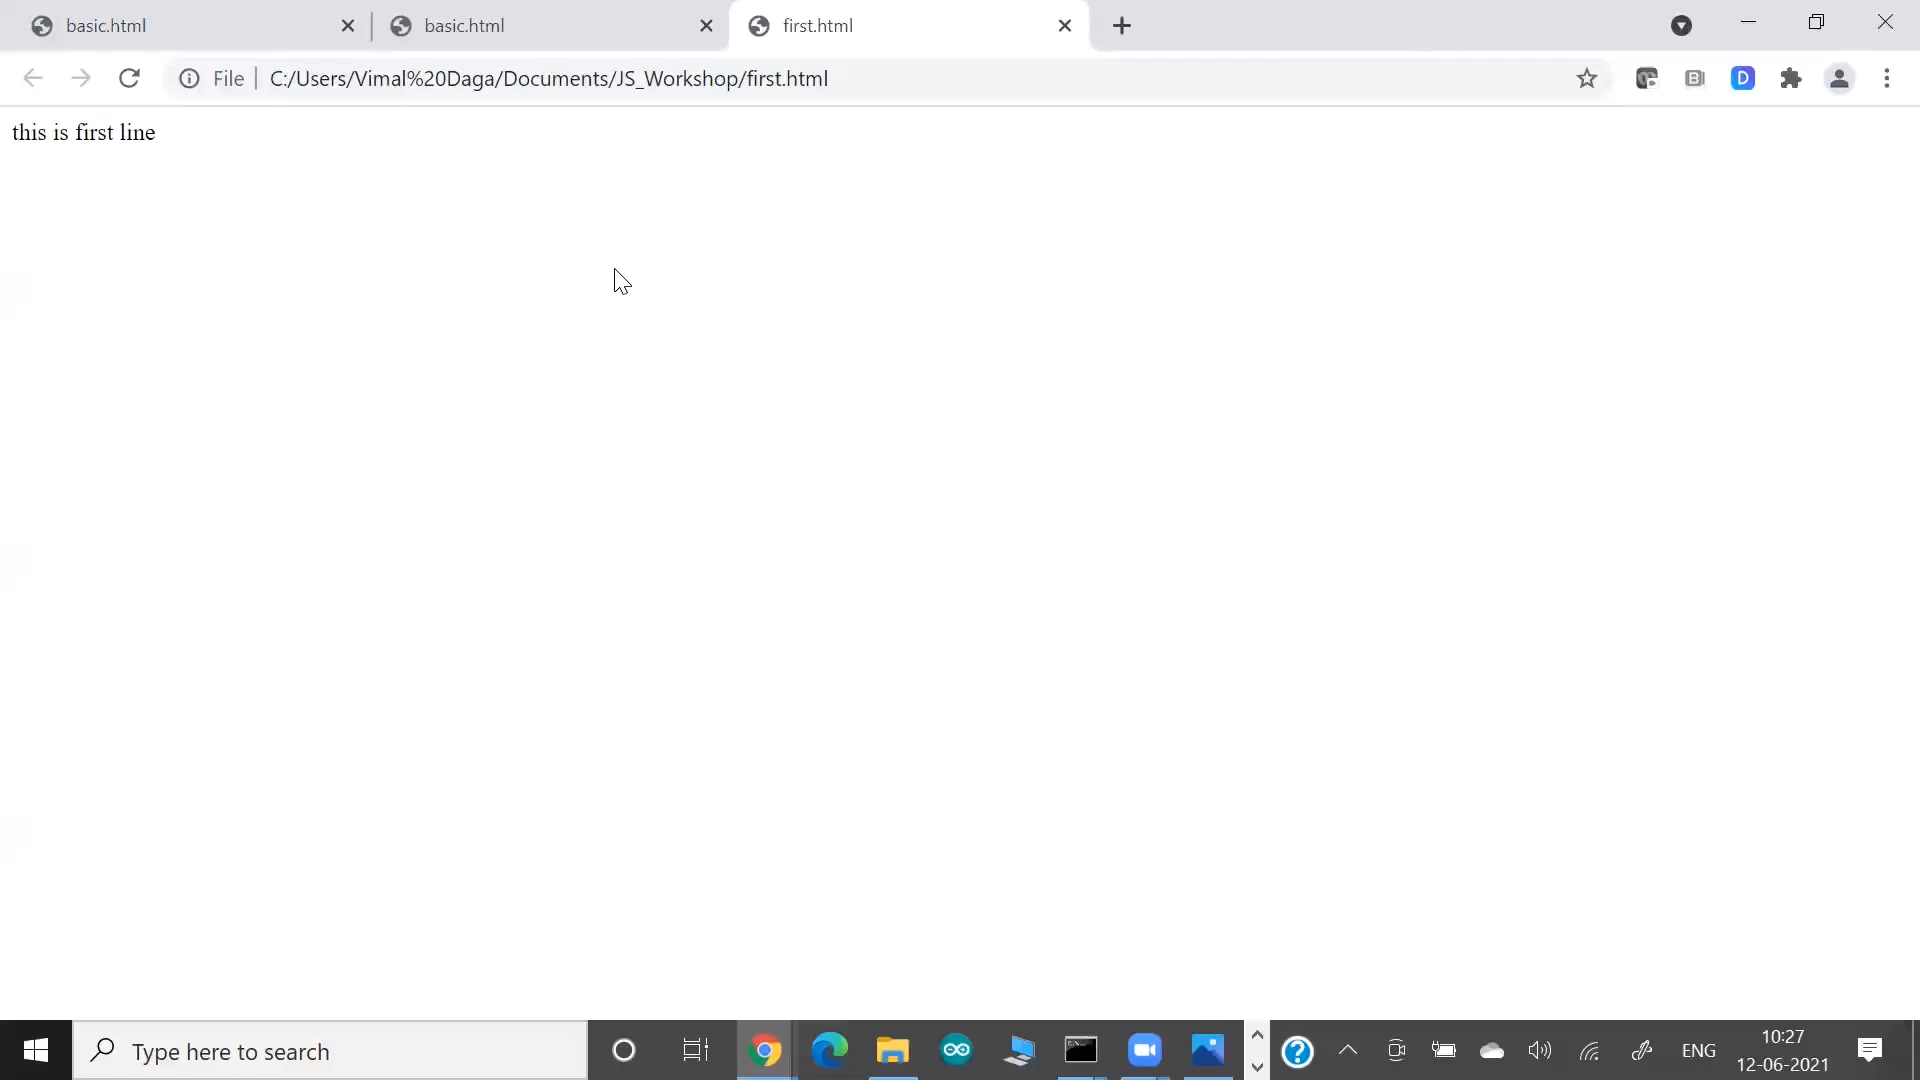 basic.html
basic.html
first.html
File
C:/Users/Vimal%20Daga/Documents/JS_Workshop/first.html
D
this is first line
Type here to search
ENG
10:27
12-06-2021